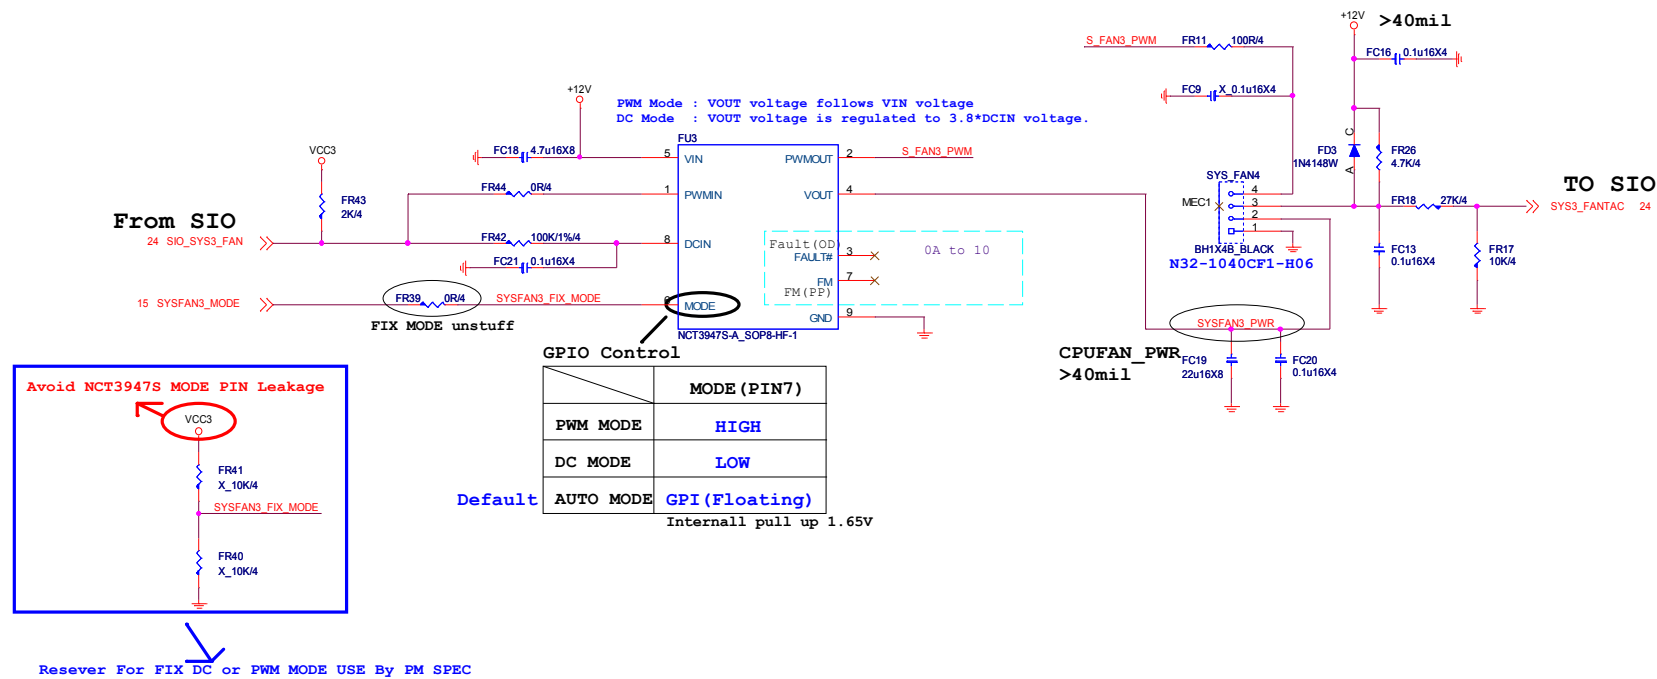 +12V
>40mil
S_FAN3_PWM
FR11
100R/4
FC16
0.1u16X4
+12V
FC9
X_0.1u16X4
PWM Mode : VOUT voltage follows VIN voltage
DC Mode : VOUT voltage is regulated to 3.8*DCIN voltage.
FU3
VCC3
FC18
4.7u16X8
5
VIN
PWMOUT
2
S_FAN3_PWM
C
FD3
1N4148W
A
FR26
4.7K/4
FR43
2K/4
FR44
0R/4
1
PWMIN
VOUT
4
SYS_FAN4
MEC1
4
3
2
1
BH1X4B_BLACK
N32-1040CF1-H06
FR18
27K/4
TO SIO
SYS3_FANTAC
24
From SIO
24
SIO_SYS3_FAN
FR42
100K/1%/4
8
DCIN
Fault(OD)
FAULT#
3
0A to 10
FC21
0.1u16X4
FM
7
FM(PP)
FC13
0.1u16X4
FR17
10K/4
15
SYSFAN3_MODE
FR39
0R/4
SYSFAN3_FIX_MODE
MODE
GND
9
FIX MODE unstuff
NCT3947S-A_SOP8-HF-1
SYSFAN3_PWR
CPUFAN_PWR
>40mil
FC19
22u16X8
FC20
0.1u16X4
GPIO Control
MODE(PIN7)
PWM MODE
HIGH
DC MODE
LOW
Default
AUTO MODE
GPI(Floating)
Internall pull up 1.65V
Avoid NCT3947S MODE PIN Leakage
VCC3
FR41
X_10K/4
SYSFAN3_FIX_MODE
FR40
X_10K/4
Resever For FIX DC or PWM MODE USE By PM SPEC